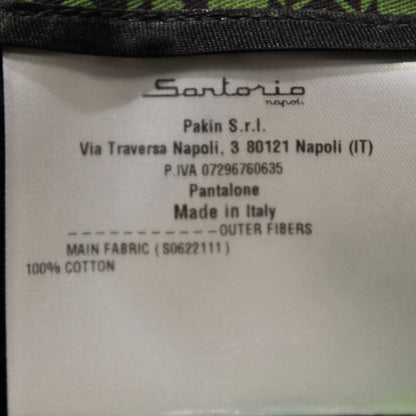 Sartorio
napoli
Pakin S.r.l.
Via Traversa Napoli, 3 80121 Napoli (IT)
P.IVA 07296760635
Pantalone
Made in Italy
-----------OUTER FIBERS
MAIN FABRIC (S0622111)
100% COTTON